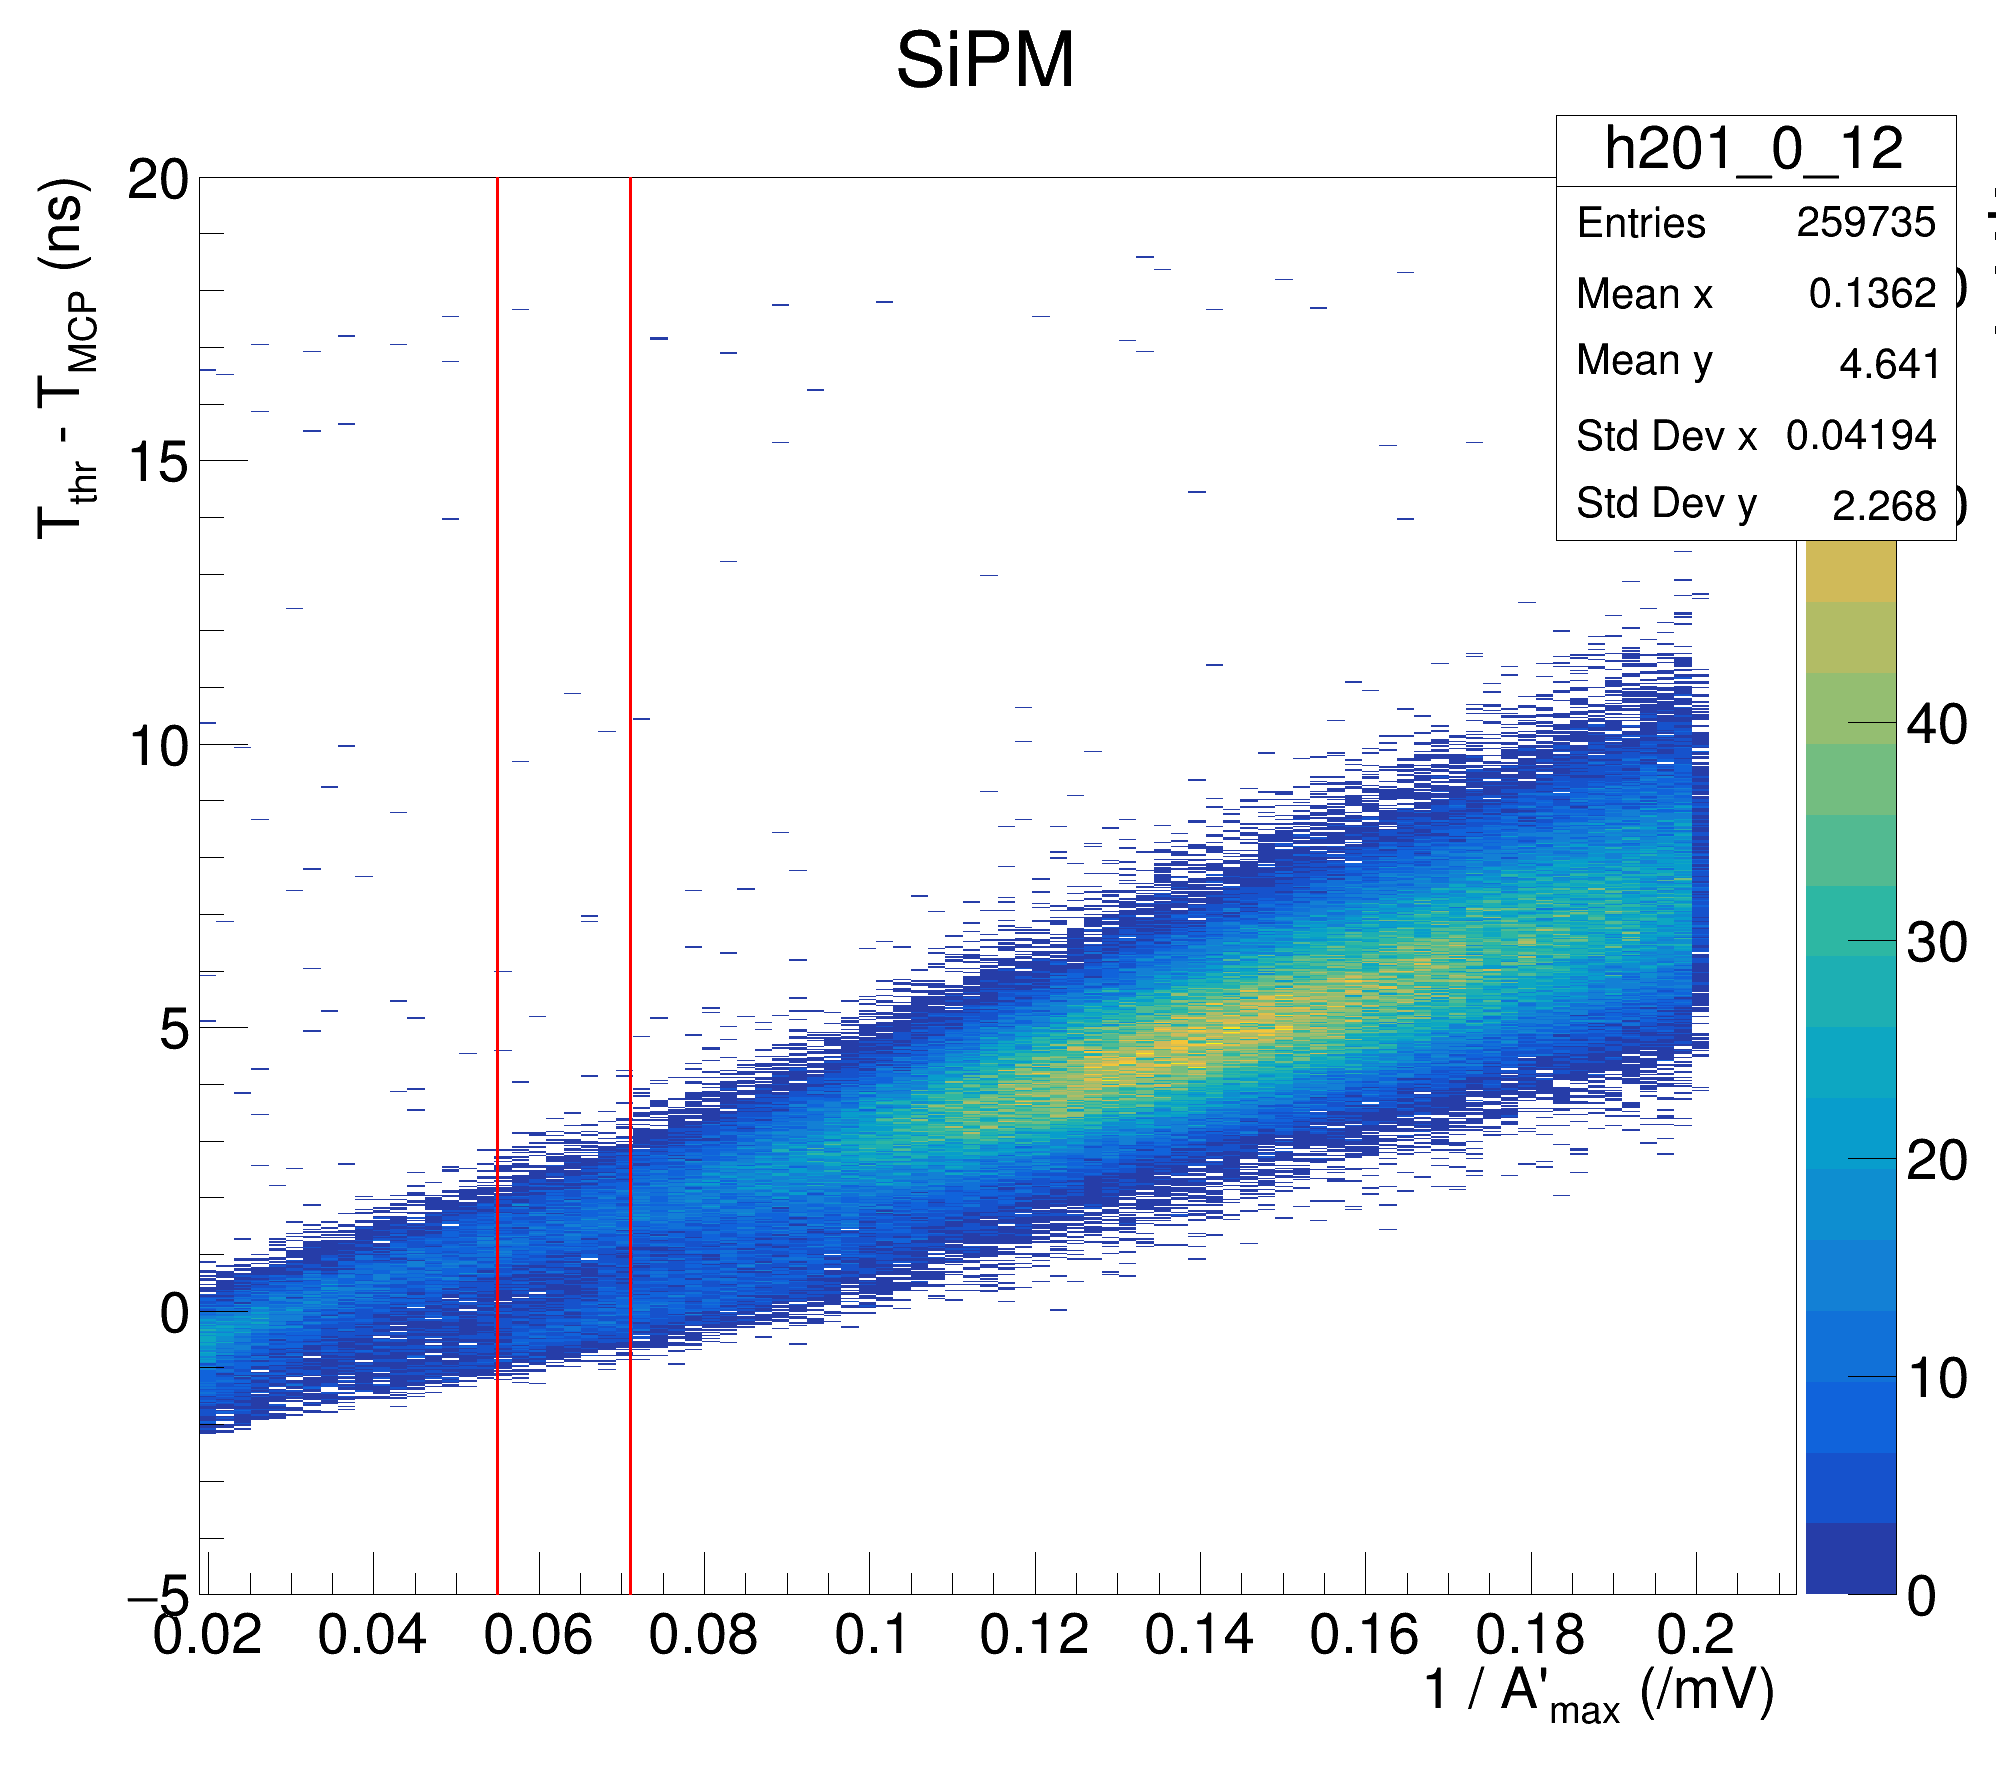 SiPM
h201_0_12
Entries 259735
Mean x 0.1362
Mean y 4.641
Std Dev x 0.04194
Std Dev y 2.268
T_thr - T_MCP (ns)
20
15
10
5
0
−5
0.02 0.04 0.06 0.08 0.1 0.12 0.14 0.16 0.18 0.2
1 / A'_max (/mV)
40
30
20
10
0